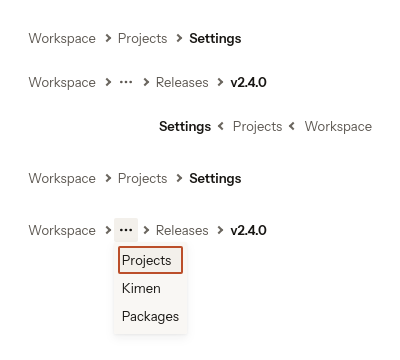 Workspace > Projects > Settings
Workspace > ··· > Releases > v2.4.0
Settings < Projects < Workspace
Workspace > Projects > Settings
Workspace > ··· > Releases > v2.4.0
Projects
Kimen
Packages